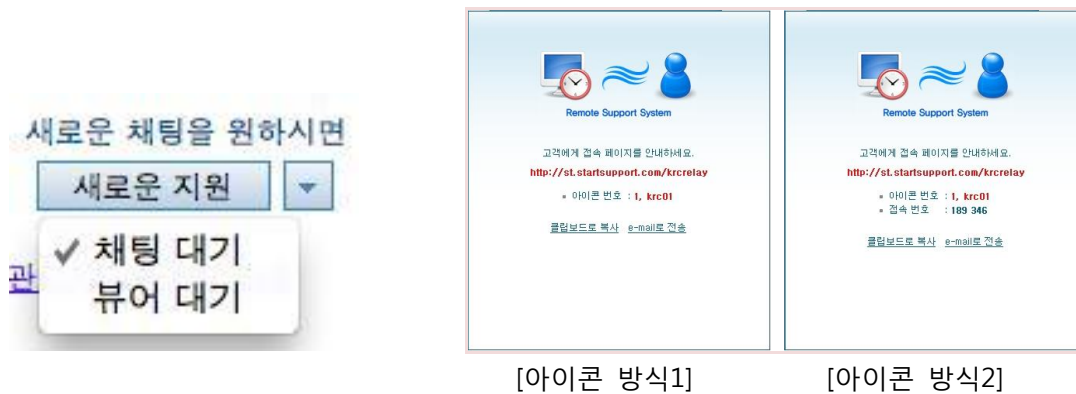 새로운 채팅을 원하시면
새로운 지원
✓ 채팅 대기
뷰어 대기
관
Remote Support System
고객에게 접속 페이지를 안내하세요.
http://st.startsupport.com/krcrelay
아이콘 번호 : 1, krc01
클립보드로 복사 e-mail로 전송
[아이콘 방식1]
Remote Support System
고객에게 접속 페이지를 안내하세요.
http://st.startsupport.com/krcrelay
아이콘 번호 : 1, krc01
접속 번호 : 189 346
클립보드로 복사 e-mail로 전송
[아이콘 방식2]